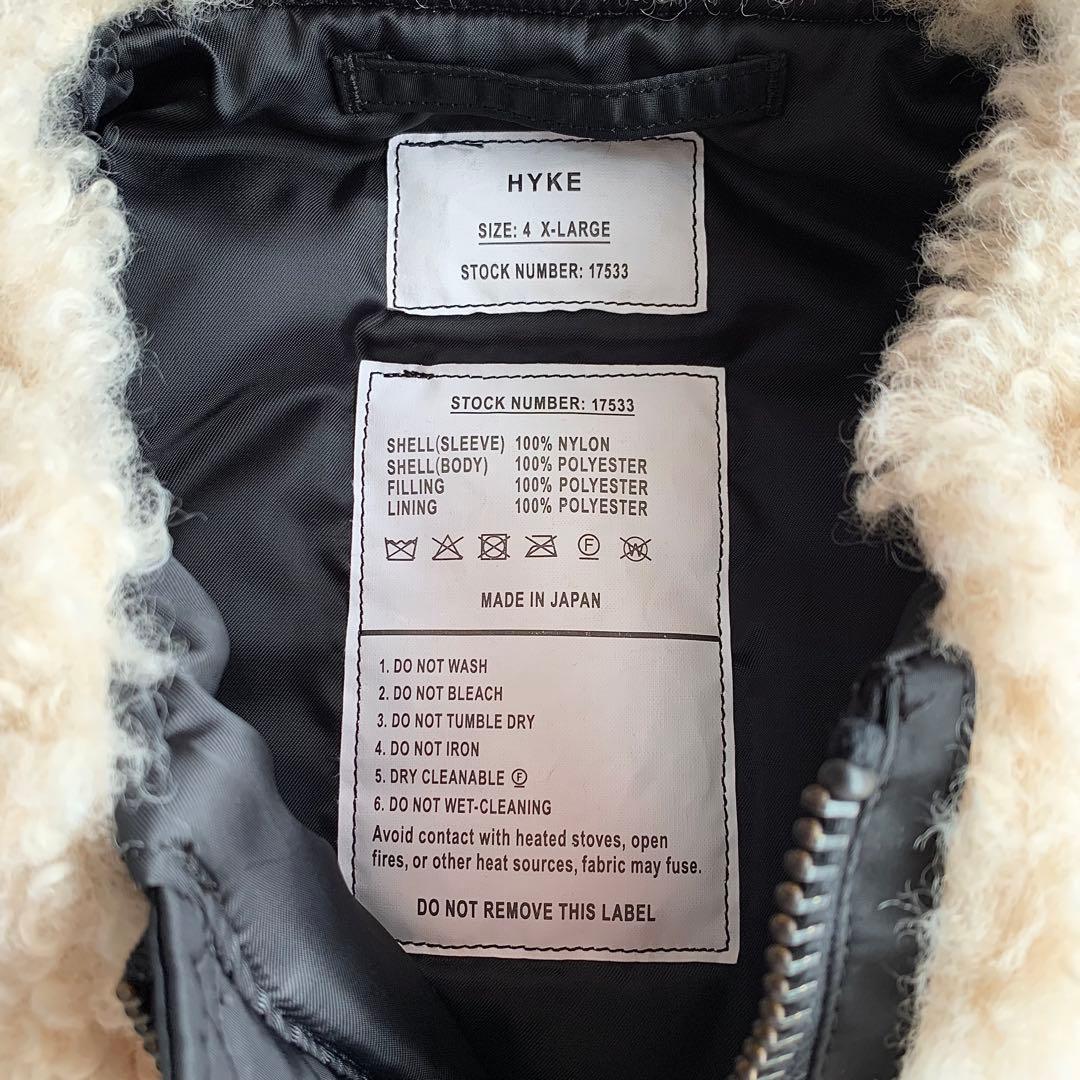 HYKE
SIZE: 4 X-LARGE
STOCK NUMBER: 17533
STOCK NUMBER: 17533
SHELL(SLEEVE) 100% NYLON
SHELL(BODY) 100% POLYESTER
FILLING 100% POLYESTER
LINING 100% POLYESTER
F W
MADE IN JAPAN
1. DO NOT WASH
2. DO NOT BLEACH
3. DO NOT TUMBLE DRY
4. DO NOT IRON
5. DRY CLEANABLE Ⓕ
6. DO NOT WET-CLEANING
Avoid contact with heated stoves, open
fires, or other heat sources, fabric may fuse.
DO NOT REMOVE THIS LABEL